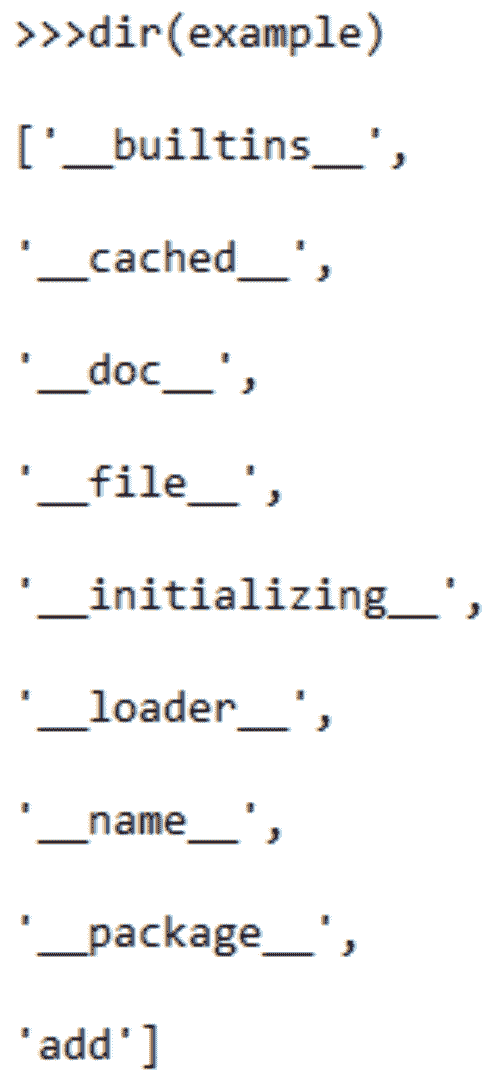 >>>dir(example)
['__builtins__',
'__cached__',
'__doc__',
'__file__',
'__initializing__',
'__loader__',
'__name__',
'__package__',
'add']